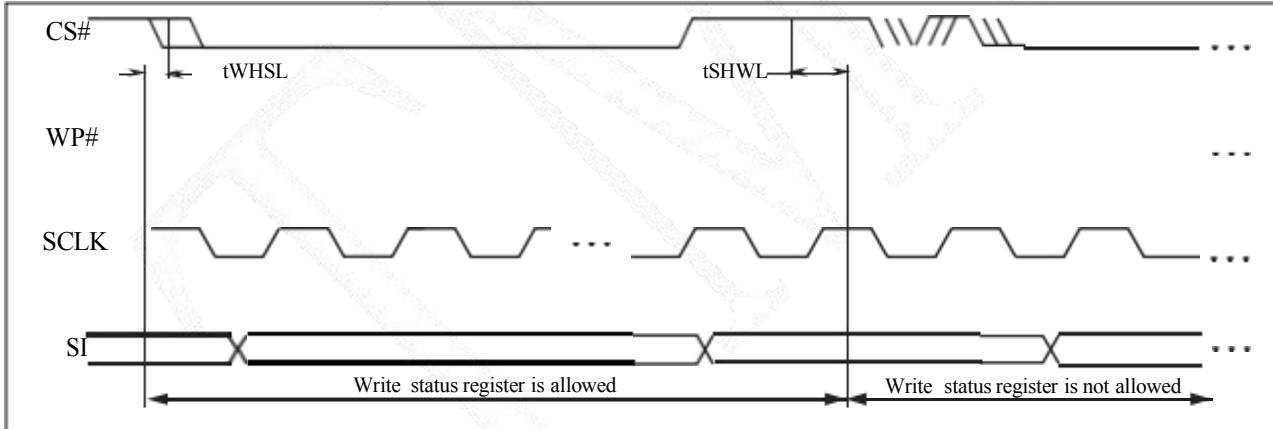 CS#
tWHSL
tSHWL
WP#
SCLK
SI
Write status register is allowed
Write status register is not allowed